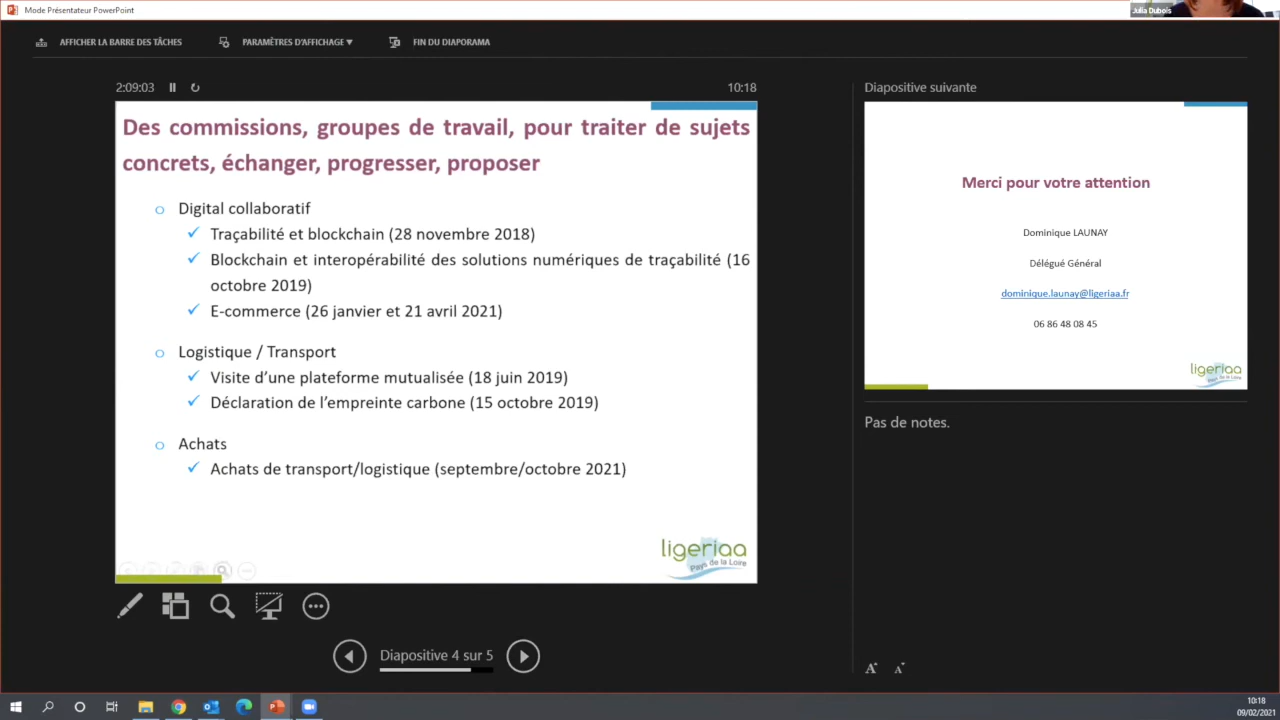 Mode Présentateur PowerPoint
Julia Dubois
AFFICHER LA BARRE DES TÂCHES
PARAMÈTRES D'AFFICHAGE ▼
FIN DU DIAPORAMA
2:09:03
10:18
Des commissions, groupes de travail, pour traiter de sujets
concrets, échanger, progresser, proposer
o Digital collaboratif
✓ Traçabilité et blockchain (28 novembre 2018)
✓ Blockchain et interopérabilité des solutions numériques de traçabilité (16
octobre 2019)
✓ E-commerce (26 janvier et 21 avril 2021)
o Logistique / Transport
✓ Visite d’une plateforme mutualisée (18 juin 2019)
✓ Déclaration de l’empreinte carbone (15 octobre 2019)
o Achats
✓ Achats de transport/logistique (septembre/octobre 2021)
ligeriaa
Pays de la Loire
Diapositive 4 sur 5
Diapositive suivante
Merci pour votre attention
Dominique LAUNAY
Délégué Général
dominique.launay@ligeriaa.fr
06 86 48 08 45
ligeriaa
Pays de la Loire
Pas de notes.
A A
10:18
09/02/2021